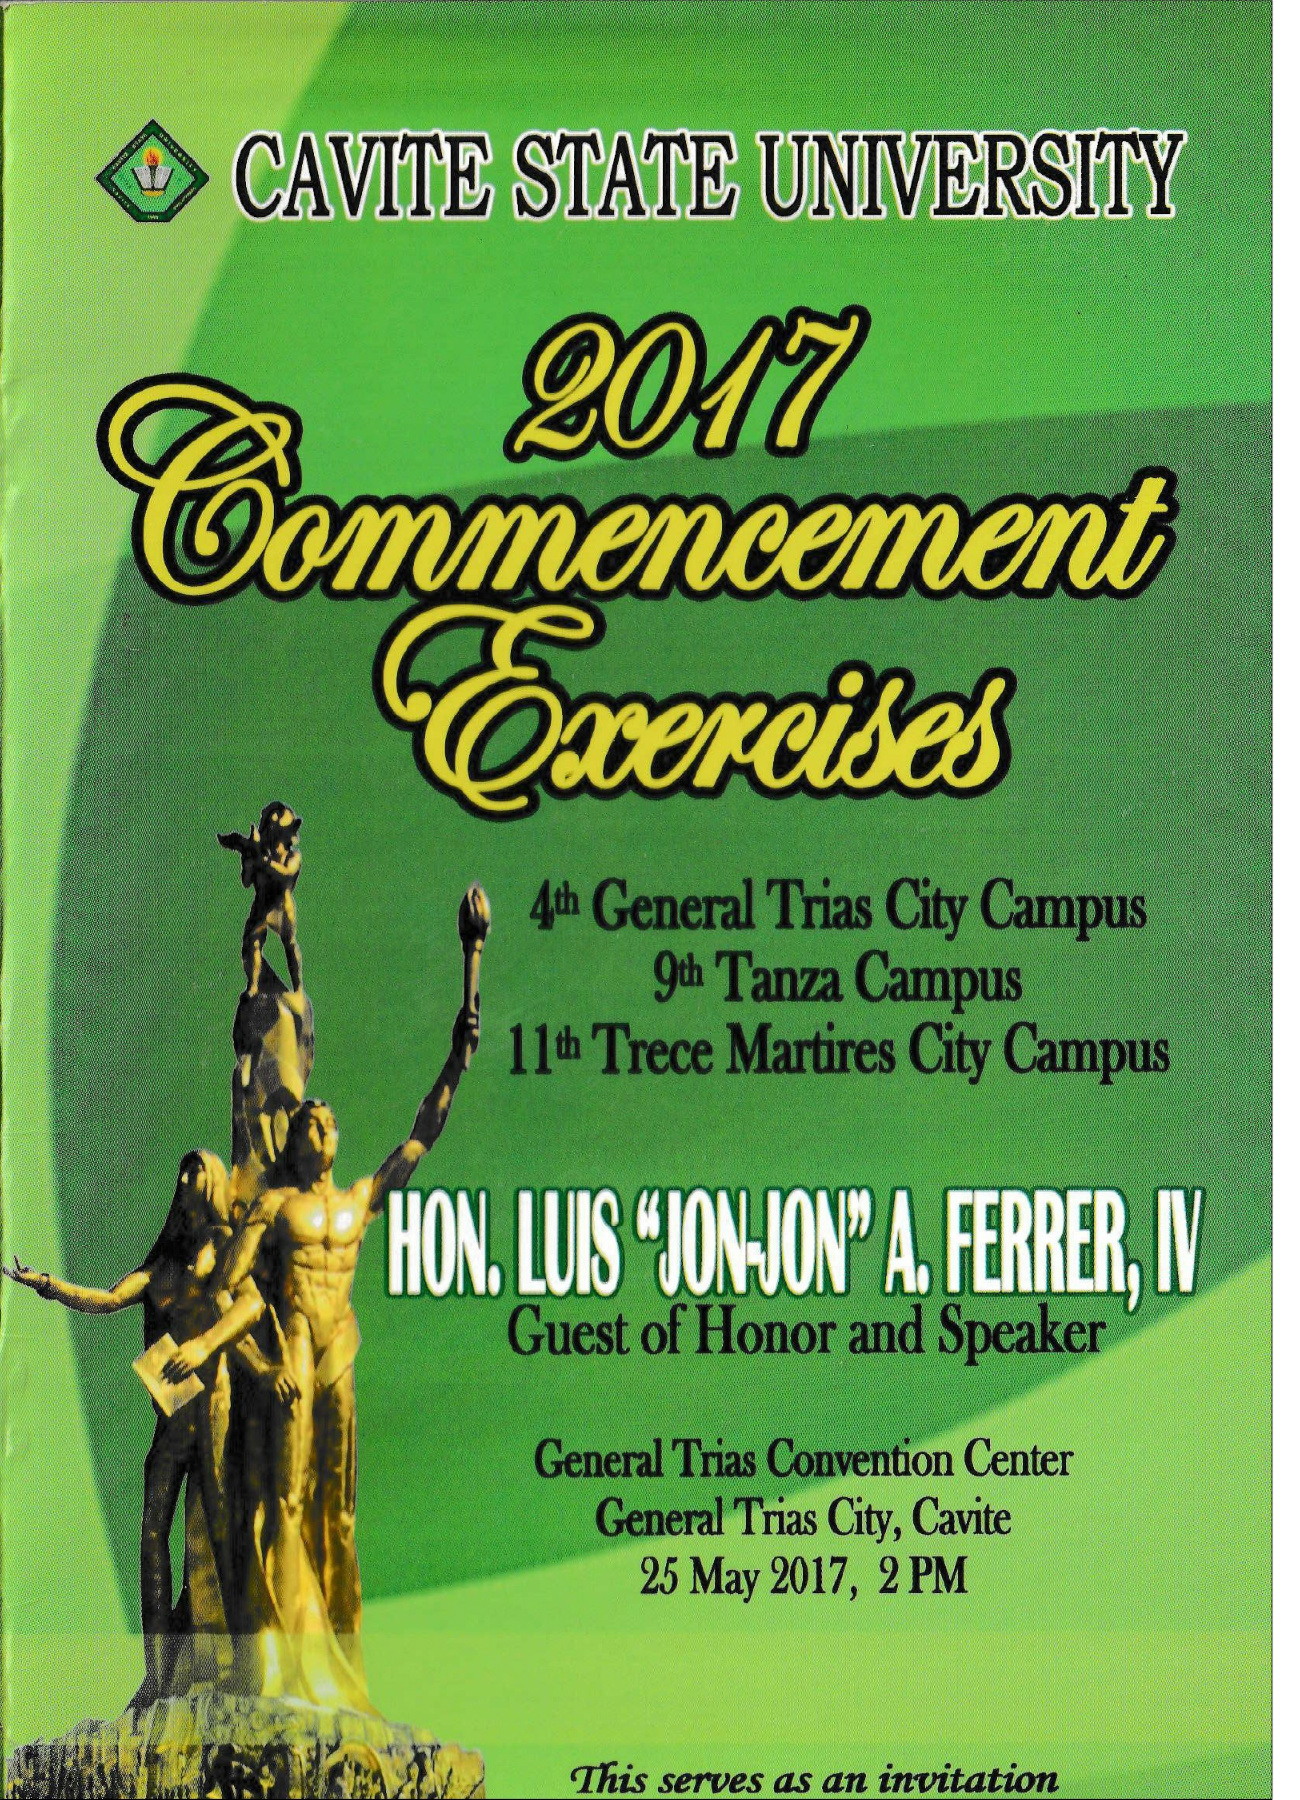 CAVITE STATE UNIVERSITY
2017
Commencement
Exercises
4th General Trias City Campus
9th Tanza Campus
11th Trece Martires City Campus
HON. LUIS “JON-JON” A. FERRER, IV
Guest of Honor and Speaker
General Trias Convention Center
General Trias City, Cavite
25 May 2017, 2 PM
This serves as an invitation